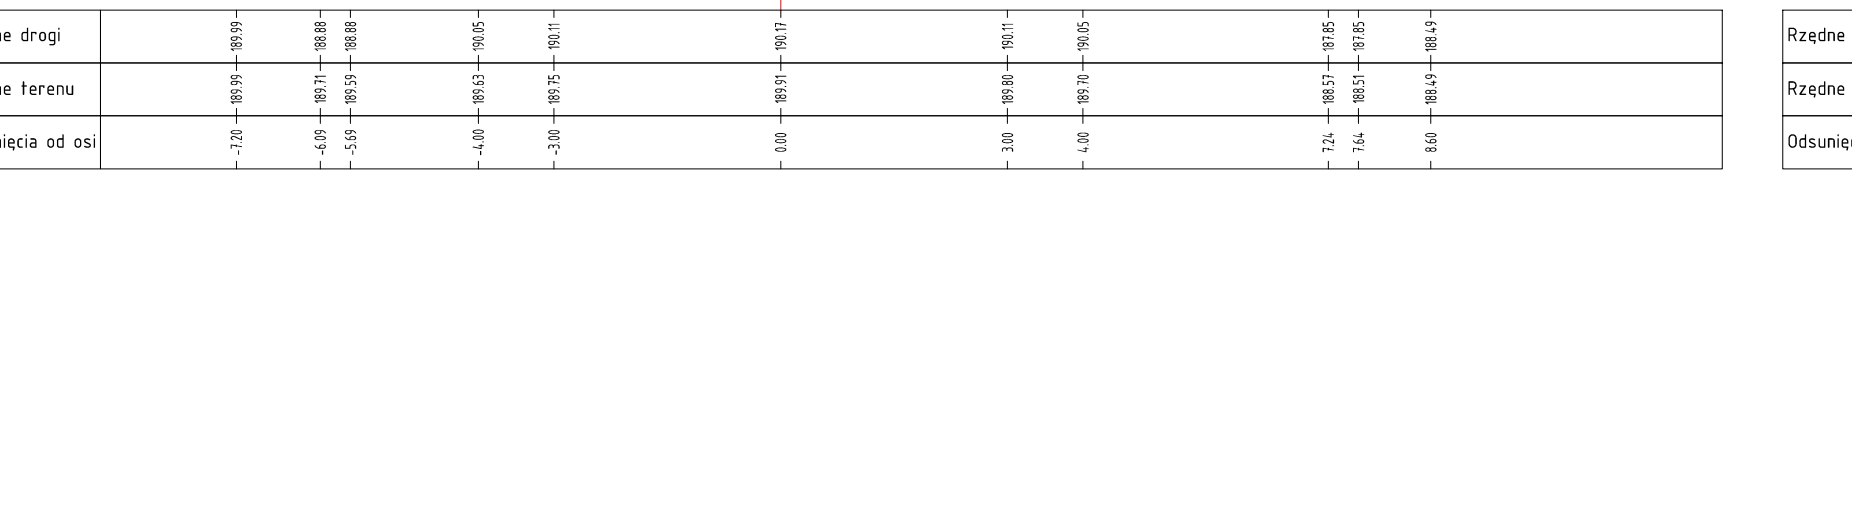 ne drogi 189.99 188.88 188.88 190.05 190.11 190.17 190.11 190.05 187.85 187.85 188.49 Rzędne
ne terenu 189.99 189.71 189.59 189.63 189.75 189.91 189.80 189.70 188.57 188.51 188.49 Rzędne
nięcia od osi -7.20 -6.09 -5.69 -4.00 -3.00 0.00 3.00 4.00 7.24 7.64 8.60 Odsunię